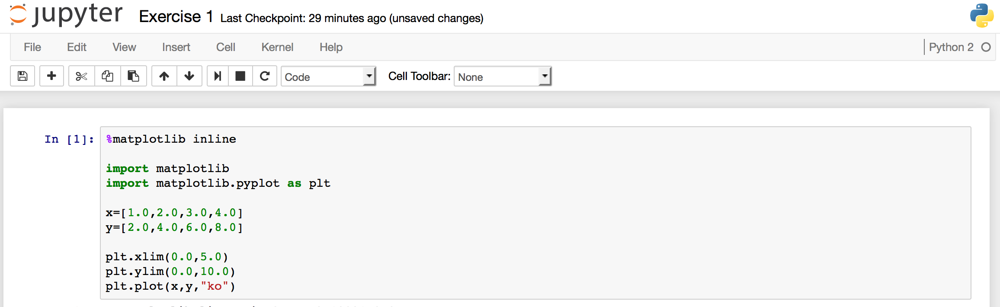 jupyter Exercise 1 Last Checkpoint: 29 minutes ago (unsaved changes)
File Edit View Insert Cell Kernel Help Python 2
Code Cell Toolbar: None
In [1]: %matplotlib inline
import matplotlib
import matplotlib.pyplot as plt
x=[1.0,2.0,3.0,4.0]
y=[2.0,4.0,6.0,8.0]
plt.xlim(0.0,5.0)
plt.ylim(0.0,10.0)
plt.plot(x,y,"ko")